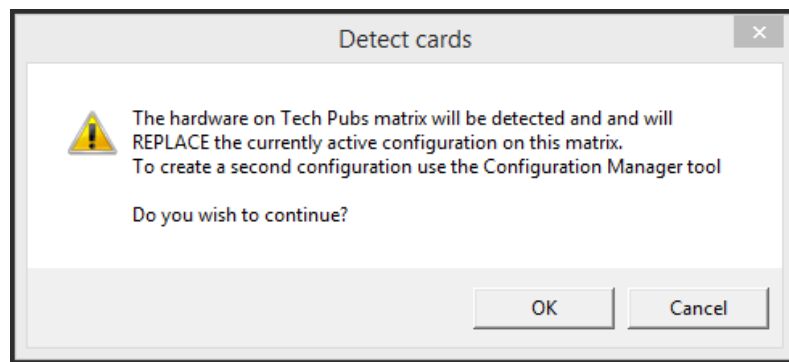 Detect cards
The hardware on Tech Pubs matrix will be detected and and will
REPLACE the currently active configuration on this matrix.
To create a second configuration use the Configuration Manager tool
Do you wish to continue?
OK
Cancel